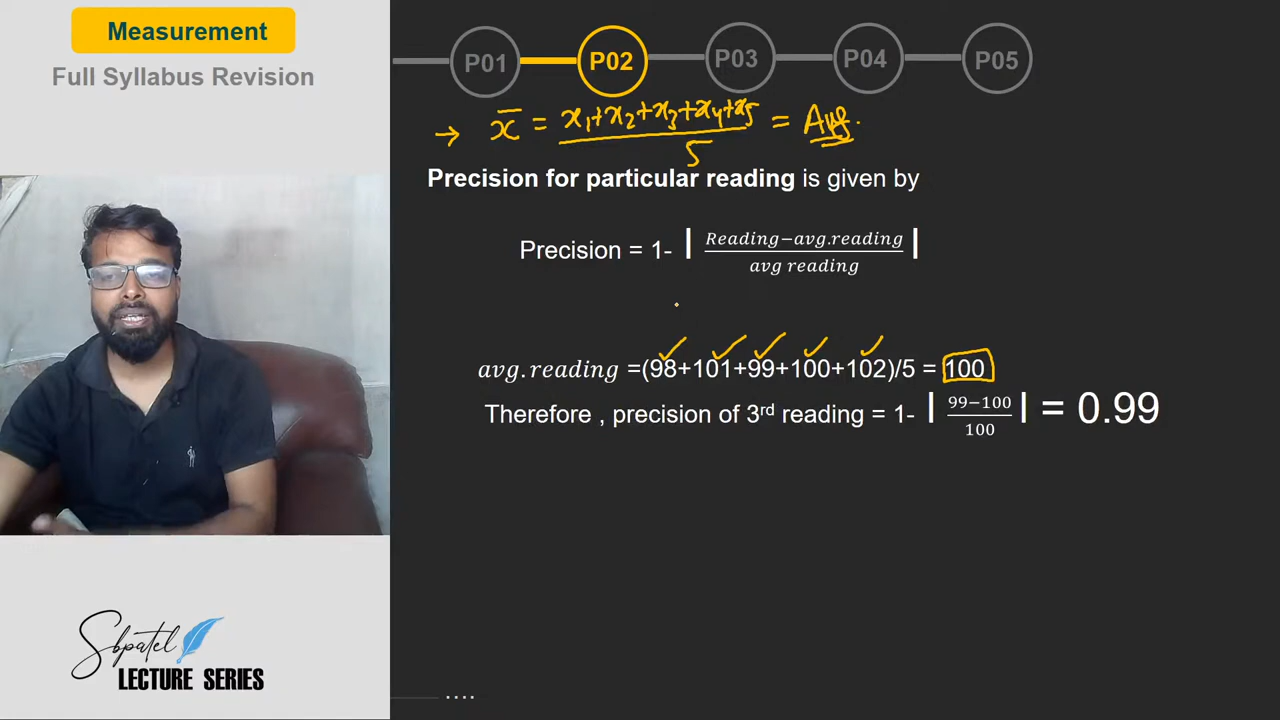 Measurement
Full Syllabus Revision
P01 P02 P03 P04 P05
→ x̄ = x₁+x₂+x₃+x₄+x₅ / 5 = Avg.
Precision for particular reading is given by
Precision = 1- | Reading−avg.reading / avg reading |
avg.reading =(98+101+99+100+102)/5 = 100
Therefore , precision of 3rd reading = 1- | 99−100 / 100 | = 0.99
Sbpatel
LECTURE SERIES